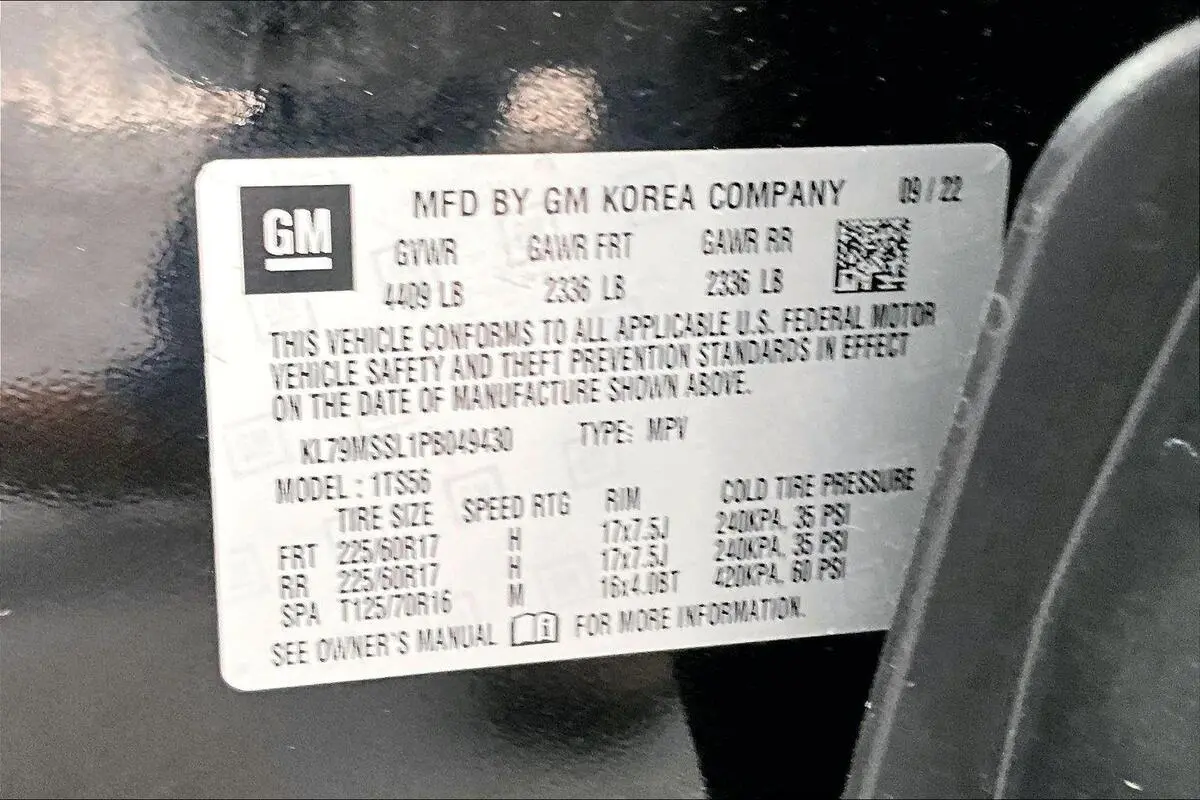 GM
MFD BY GM KOREA COMPANY 09 / 22
GVWR GAWR FRT GAWR RR
4409 LB 2336 LB 2336 LB
THIS VEHICLE CONFORMS TO ALL APPLICABLE U.S. FEDERAL MOTOR
VEHICLE SAFETY AND THEFT PREVENTION STANDARDS IN EFFECT
ON THE DATE OF MANUFACTURE SHOWN ABOVE.
KL79MSSL1PB049430 TYPE: MPV
MODEL : 1TS56
TIRE SIZE SPEED RTG RIM COLD TIRE PRESSURE
FRT 225/60R17 H 17x7.5J 240KPA, 35 PSI
RR 225/60R17 H 17x7.5J 240KPA, 35 PSI
SPA T125/70R16 M 16x4.0BT 420KPA, 60 PSI
SEE OWNER'S MANUAL i FOR MORE INFORMATION.